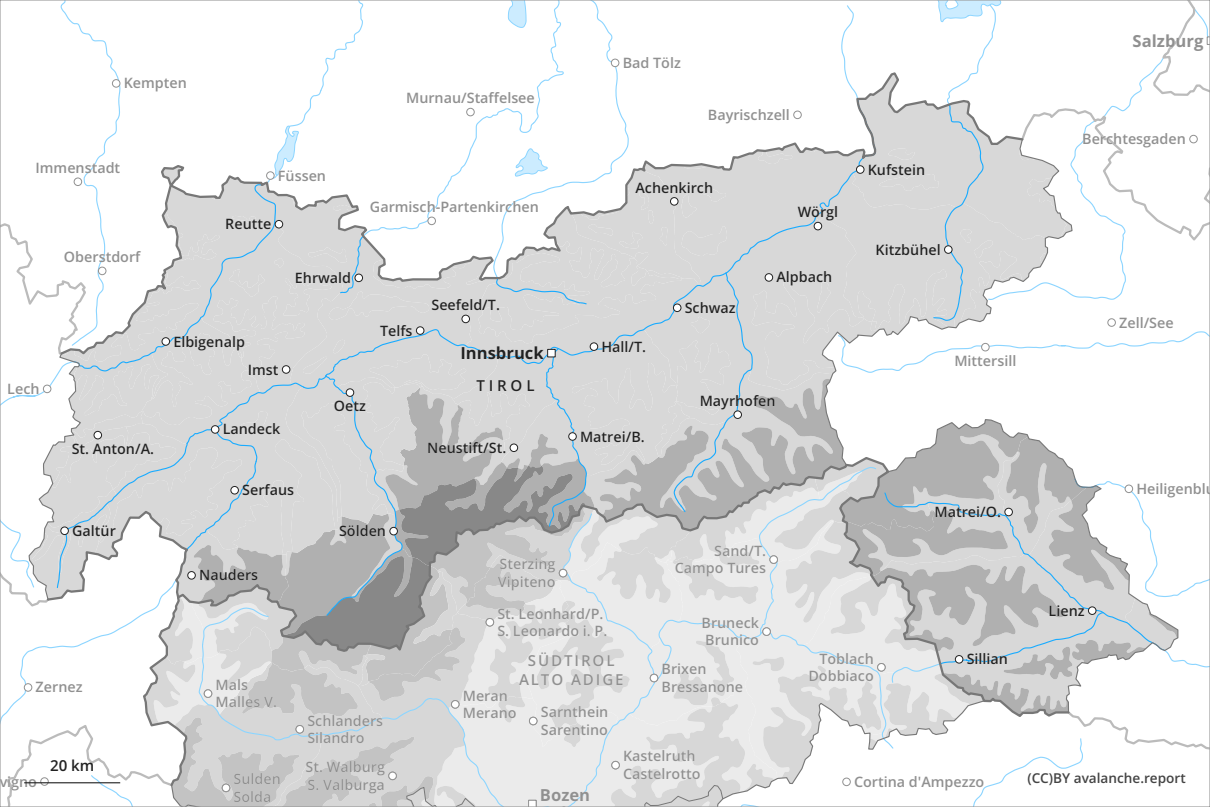 Salzburg
Kempten
Bad Tölz
Murnau/Staffelsee
Bayrischzell
Berchtesgaden
Immenstadt
Füssen
Kufstein
Achenkirch
Garmisch-Partenkirchen
Wörgl
Reutte
Kitzbühel
Oberstdorf
Ehrwald
Alpbach
Seefeld/T.
Schwaz
Telfs
Zell/See
Elbigenalp
Innsbruck
Hall/T.
Mittersill
Imst
TIROL
Lech
Oetz
Mayrhofen
Landeck
Matrei/B.
St. Anton/A.
Neustift/St.
Serfaus
Heiligenblu
Matrei/O.
Galtür
Sölden
Sand/T.
Campo Tures
Sterzing
Vipiteno
Nauders
Lienz
St. Leonhard/P.
S. Leonardo i. P.
Bruneck
Brunico
SÜDTIROL
ALTO ADIGE
Sillian
Toblach
Dobbiaco
Brixen
Bressanone
Zernez
Mals
Malles V.
Meran
Merano
Sarnthein
Sarentino
Schlanders
Silandro
Kastelruth
Castelrotto
20 km
St. Walburg
S. Valburga
Sulden
Solda
vigno
Cortina d'Ampezzo
(CC)BY avalanche.report
Bozen